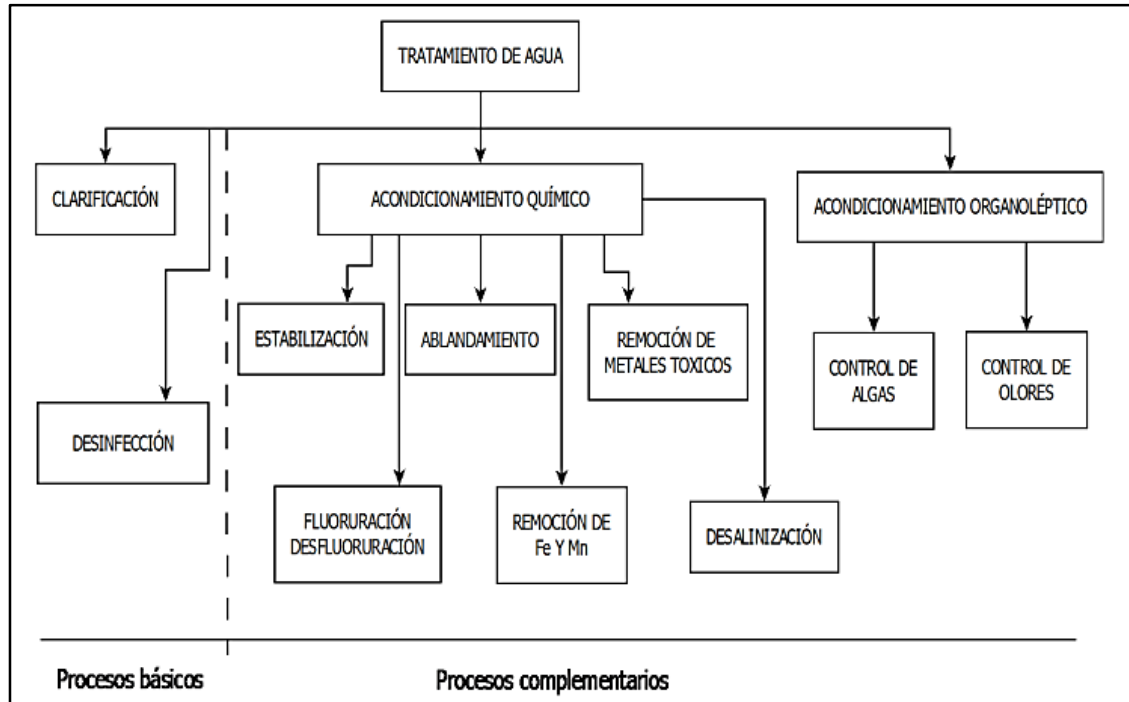 TRATAMIENTO DE AGUA
CLARIFICACIÓN
ACONDICIONAMIENTO QUÍMICO
ACONDICIONAMIENTO ORGANOLÉPTICO
ESTABILIZACIÓN
ABLANDAMIENTO
REMOCIÓN DE
METALES TOXICOS
CONTROL DE
ALGAS
CONTROL DE
OLORES
DESINFECCIÓN
FLUORURACIÓN
DESFLUORURACIÓN
REMOCIÓN DE
Fe Y Mn
DESALINIZACIÓN
Procesos básicos
Procesos complementarios